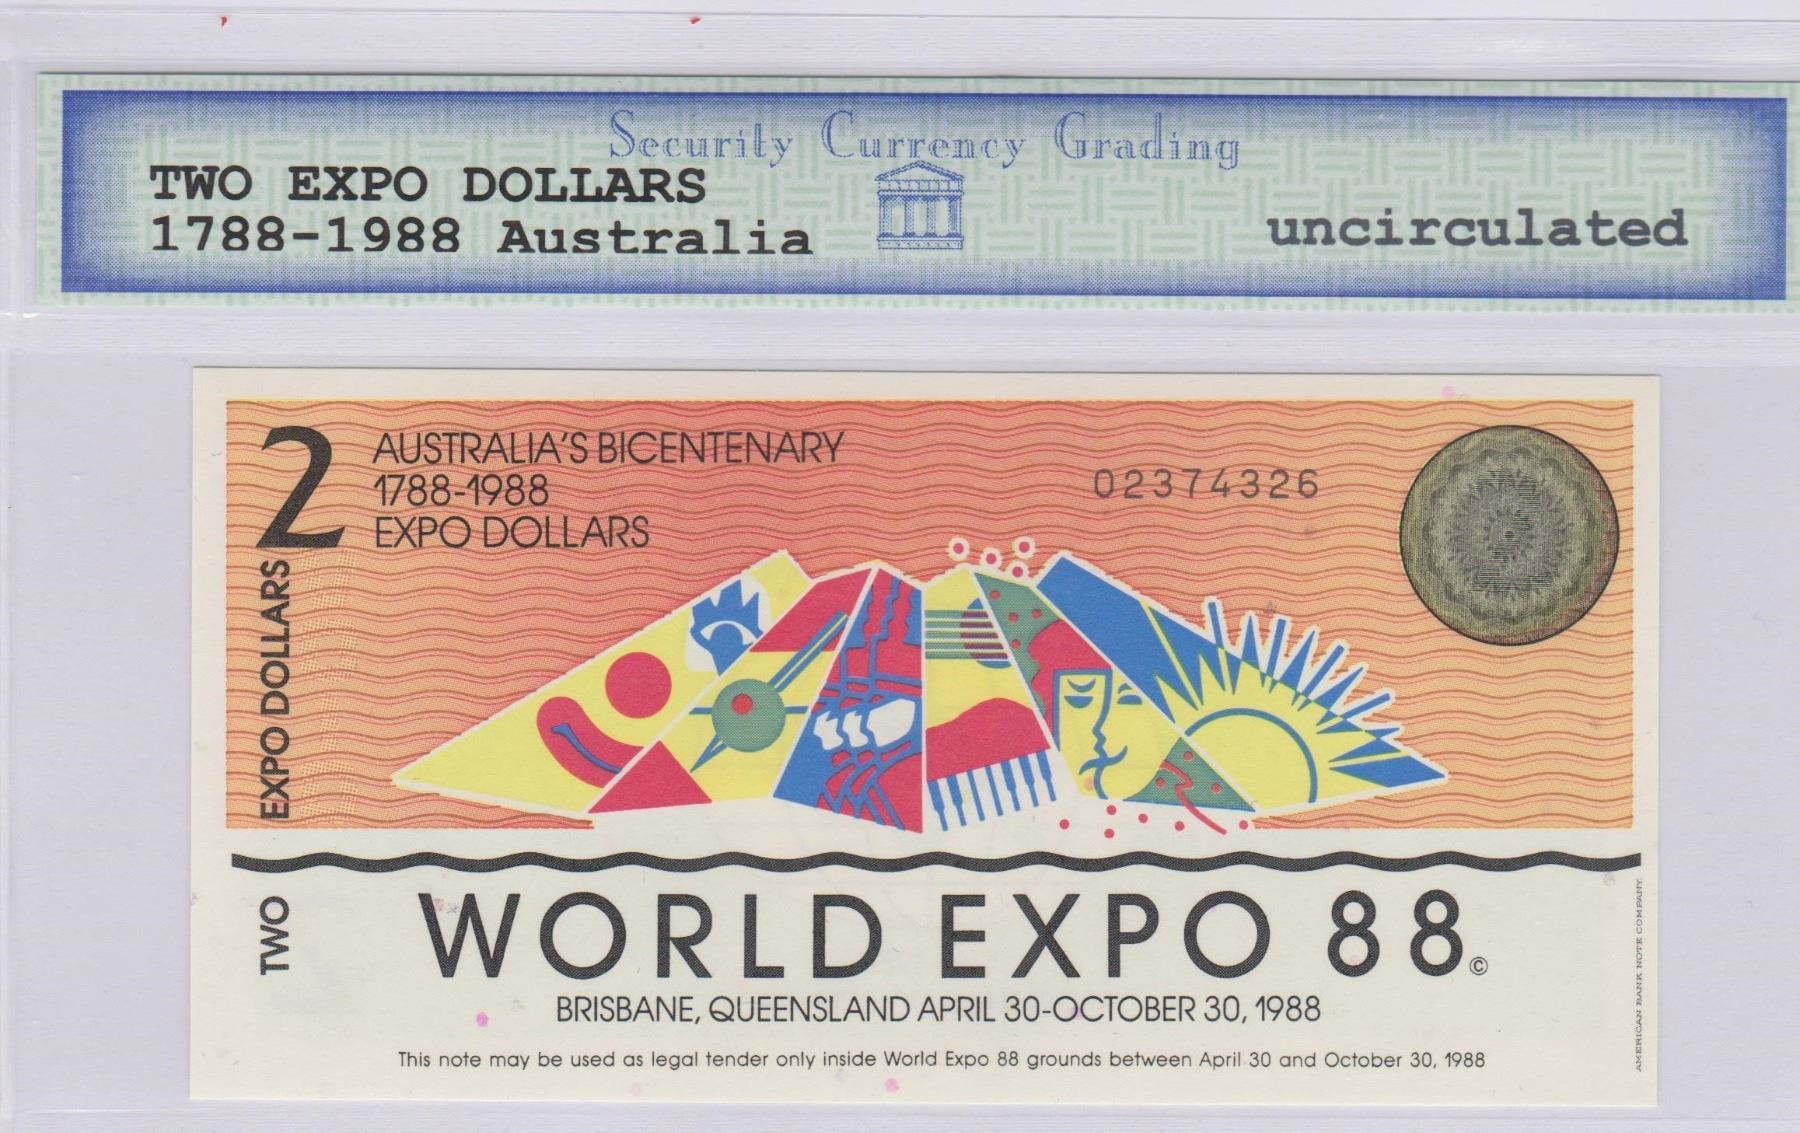 Security Currency Grading
TWO EXPO DOLLARS
1788-1988 Australia
uncirculated
2
AUSTRALIA'S BICENTENARY
1788-1988
EXPO DOLLARS
02374326
EXPO DOLLARS
TWO
WORLD EXPO 88©
BRISBANE, QUEENSLAND APRIL 30-OCTOBER 30, 1988
This note may be used as legal tender only inside World Expo 88 grounds between April 30 and October 30, 1988
AMERICAN BANK NOTE COMPANY.